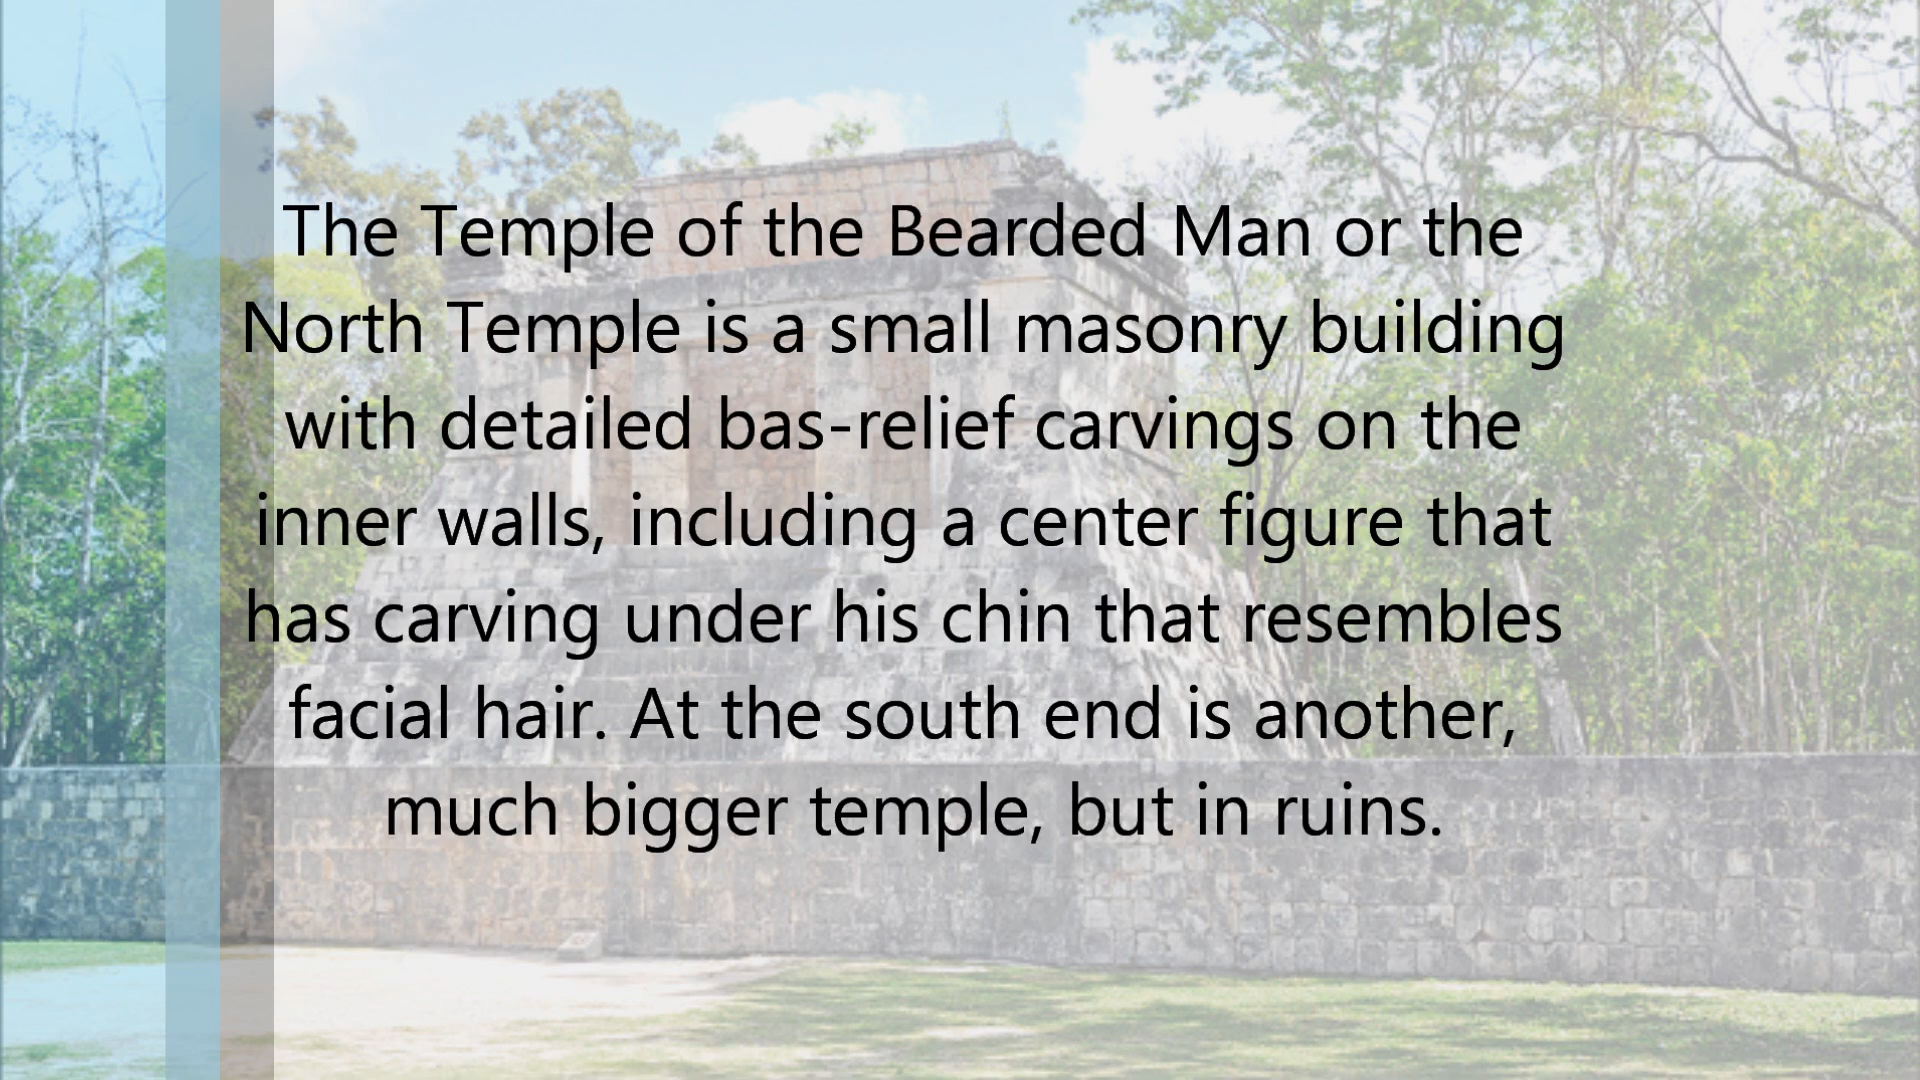 The Temple of the Bearded Man or the
North Temple is a small masonry building
with detailed bas-relief carvings on the
inner walls, including a center figure that
has carving under his chin that resembles
facial hair. At the south end is another,
much bigger temple, but in ruins.